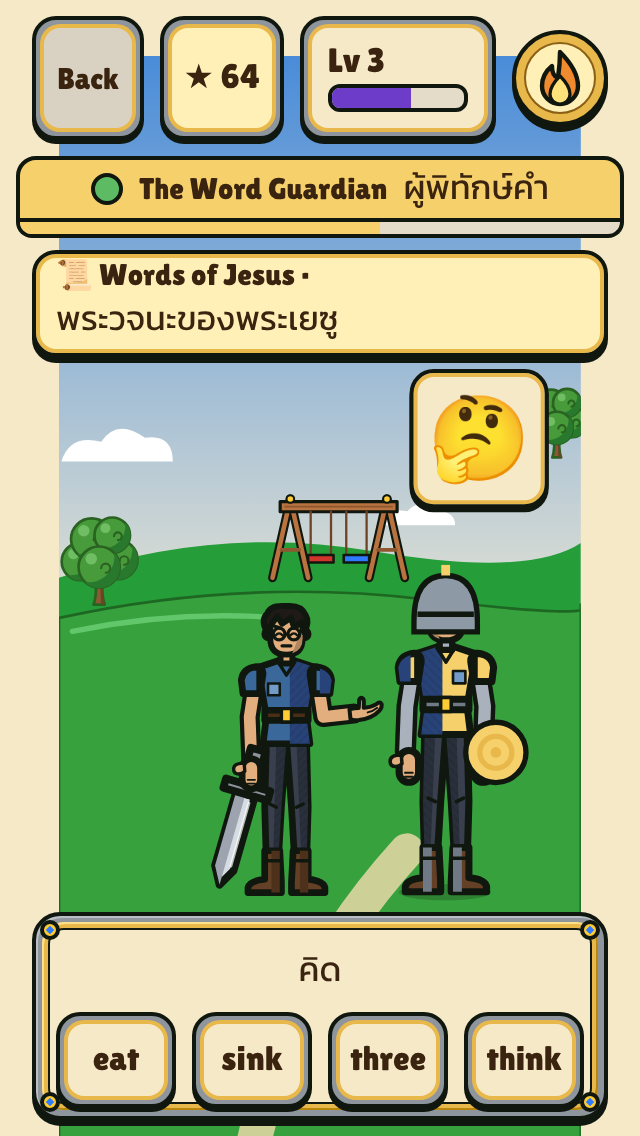 Back
★ 64
Lv 3
The Word Guardian ผู้พิทักษ์คำ
📜 Words of Jesus ·
พระวจนะของพระเยซู
คิด
eat
sink
three
think